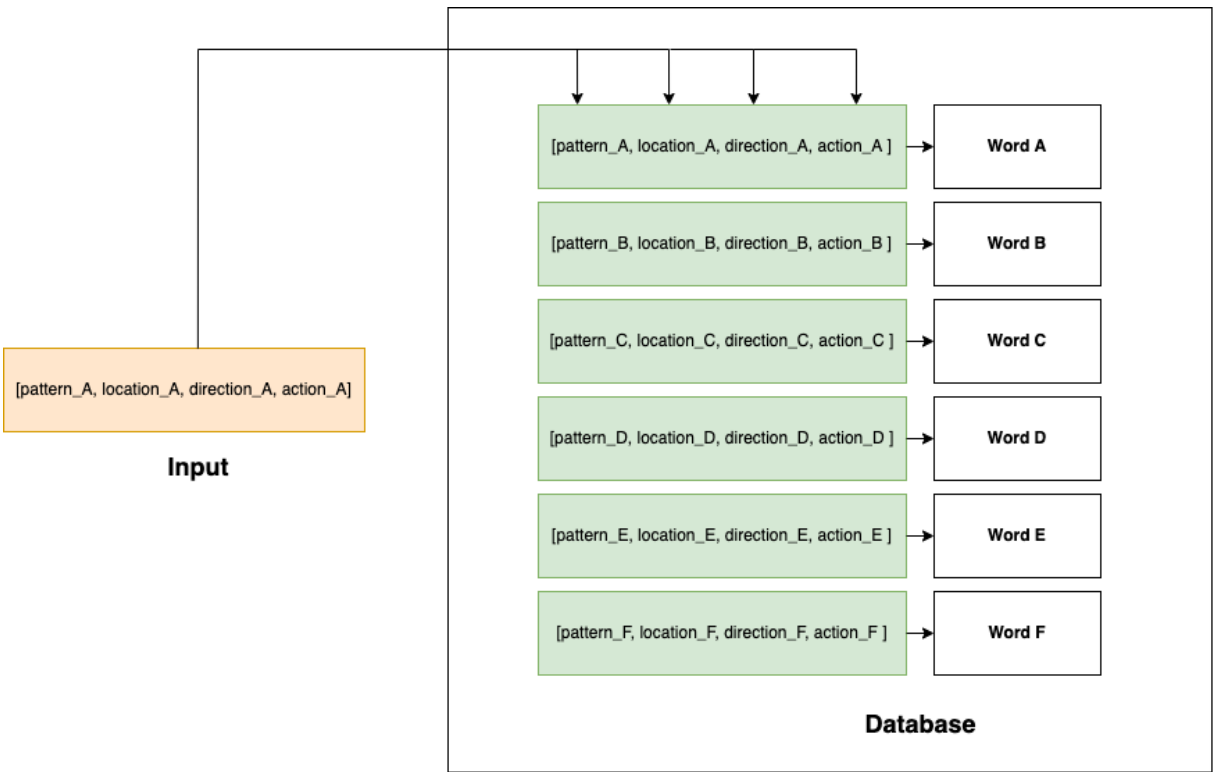 [pattern_A, location_A, direction_A, action_A ]
Word A
[pattern_B, location_B, direction_B, action_B ]
Word B
[pattern_C, location_C, direction_C, action_C ]
Word C
[pattern_A, location_A, direction_A, action_A]
Input
[pattern_D, location_D, direction_D, action_D ]
Word D
[pattern_E, location_E, direction_E, action_E ]
Word E
[pattern_F, location_F, direction_F, action_F ]
Word F
Database